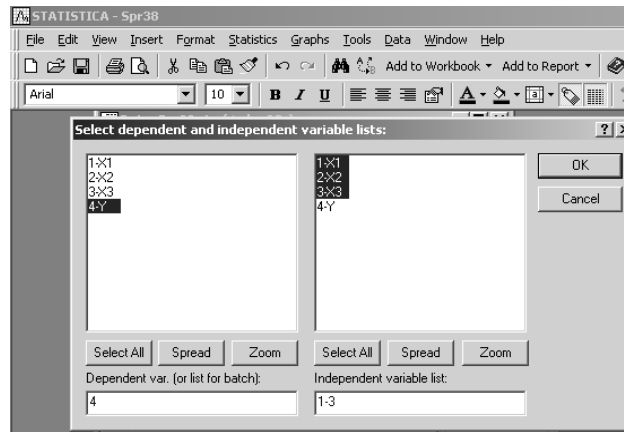 STATISTICA - Spr38
File Edit View Insert Format Statistics Graphs Tools Data Window Help
Add to Workbook Add to Report
Arial 10 B I U A
Select dependent and independent variable lists:
1-X1
2-X2
3-X3
4-Y
1-X1
2-X2
3-X3
4-Y
OK
Cancel
Select All Spread Zoom
Select All Spread Zoom
Dependent var. (or list for batch):
Independent variable list:
4
1-3